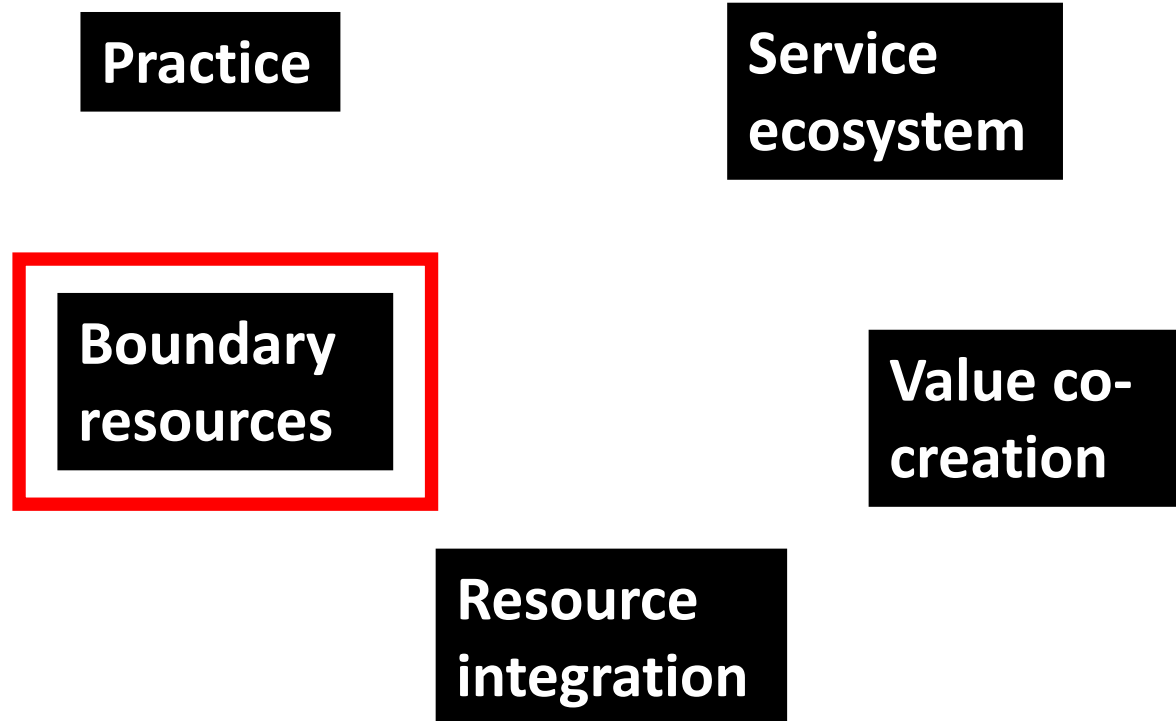 Practice
Service
ecosystem
Boundary
resources
Value co-
creation
Resource
integration